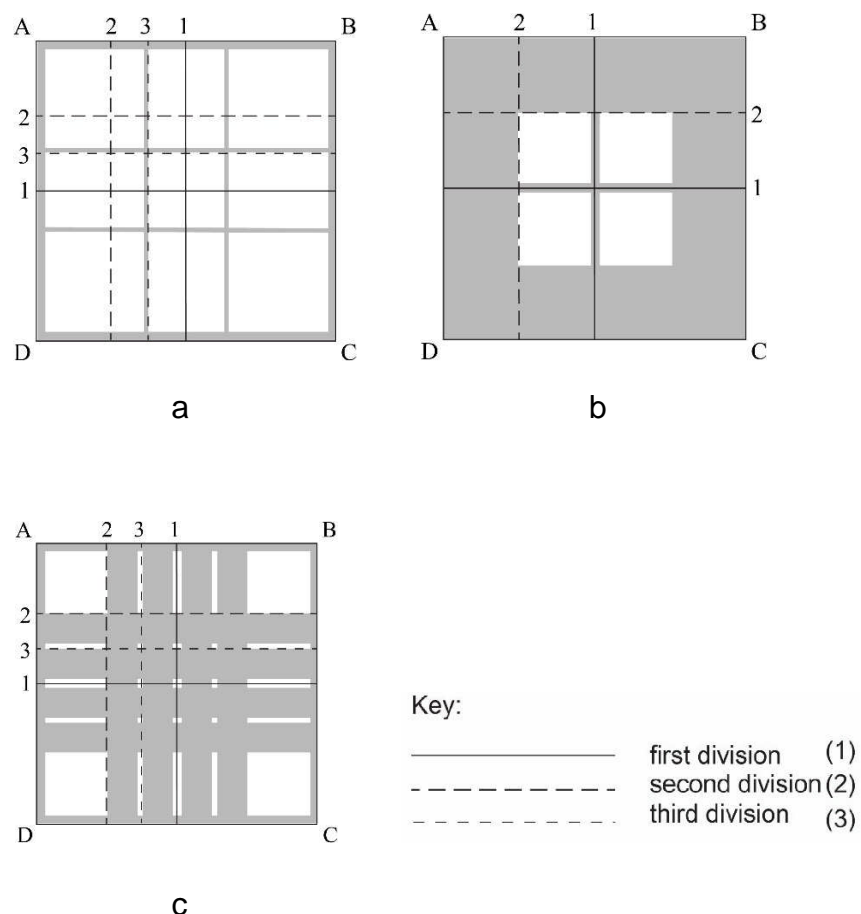 A 2 3 1 B
2
3
1
D C
a
A 2 1 B
2
1
D C
b
A 2 3 1 B
2
3
1
D C
c
Key:
first division (1)
second division (2)
third division (3)